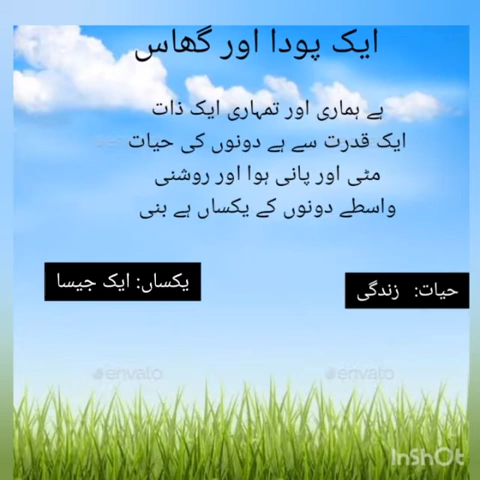 ایک پودا اور گھاس
ہے ہماری اور تمہاری ایک ذات
ایک قدرت سے ہے دونوں کی حیات
مٹی اور پانی ہوا اور روشنی
واسطے دونوں کے یکساں ہے بنی
حیات: زندگی
یکساں: ایک جیسا
envato
envato
InShOt